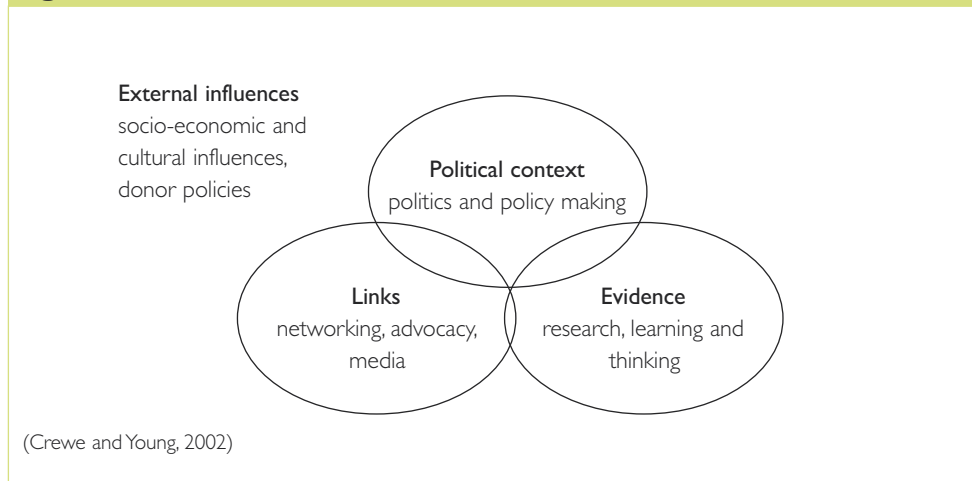 External influences
socio-economic and
cultural influences,
donor policies
Political context
politics and policy making
Links
networking, advocacy,
media
Evidence
research, learning and
thinking
(Crewe and Young, 2002)